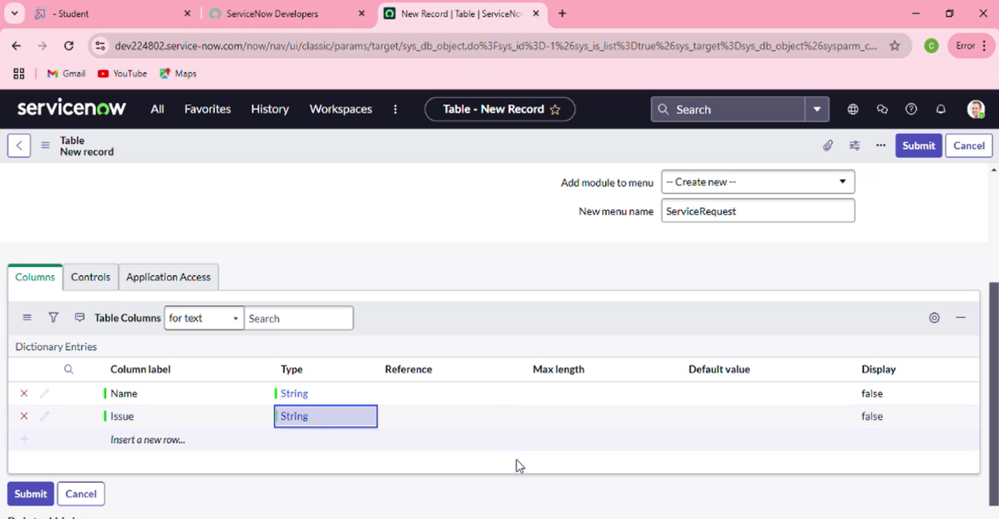 - Student
ServiceNow Developers
New Record | Table | ServiceNo
dev224802.service-now.com/now/nav/ui/classic/params/target/sys_db_object.do%3Fsys_id%3D-1%26sys_is_list%3Dtrue%26sys_target%3Dsys_db_object%26sysparm_c...
C
Error
Gmail
YouTube
Maps
servicenow
All
Favorites
History
Workspaces
Table - New Record
Search
Table
New record
Submit
Cancel
Add module to menu
-- Create new --
New menu name
ServiceRequest
Columns
Controls
Application Access
Table Columns
for text
Search
Dictionary Entries
Column label Type Reference Max length Default value Display
Name String false
Issue String false
Insert a new row...
Submit
Cancel